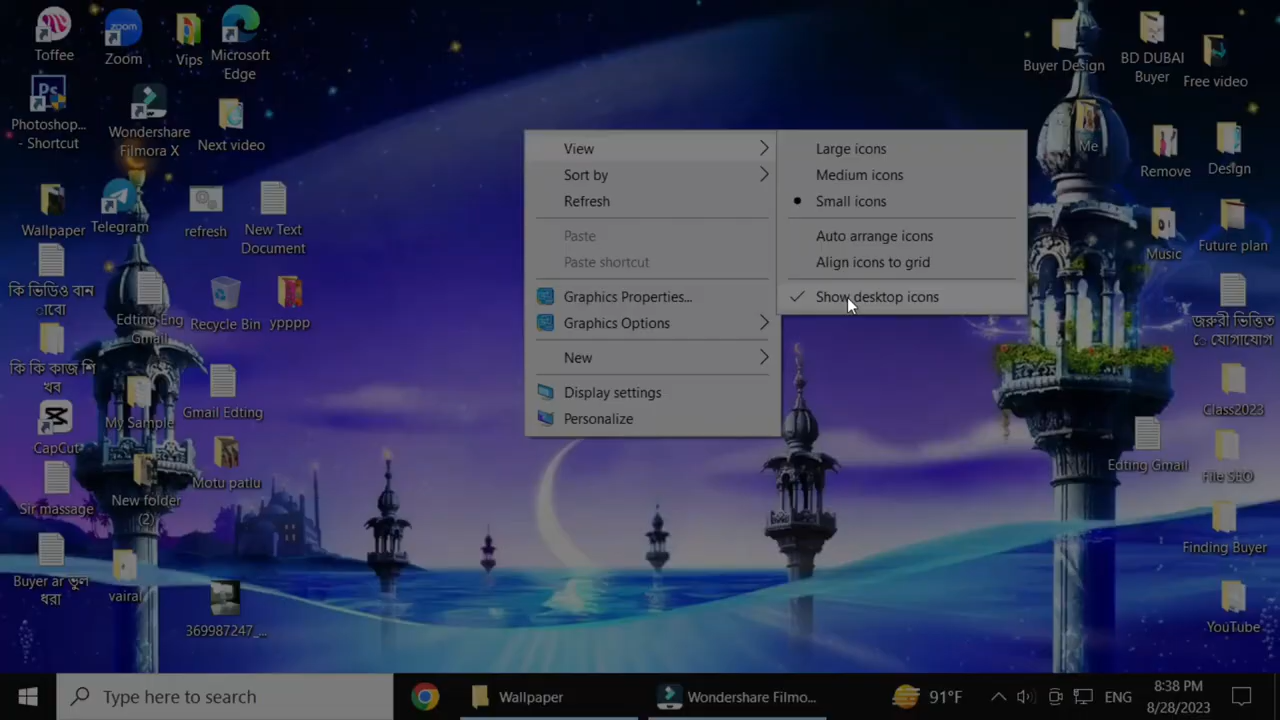 Toffee
Zoom
Vips
Microsoft
Edge
Photoshop...
- Shortcut
Wondershare
Filmora X
Next video
Wallpaper
Telegram
refresh
New Text
Document
কি ভিডিও বান
াবো
Edting Eng
Gmail
Recycle Bin
ypppp
কি কি কাজ শি
খব
My Sample
Gmail Edting
CapCut
Motu patlu
Sir massage
New folder
(2)
Buyer ar ভুল
ধরা
vairal
369987247_...
View
Sort by
Refresh
Paste
Paste shortcut
Graphics Properties...
Graphics Options
New
Display settings
Personalize
Large icons
Medium icons
Small icons
Auto arrange icons
Align icons to grid
Show desktop icons
Buyer Design
BD DUBAI
Buyer
Free video
Me
Remove
Design
Music
Future plan
জরুরী ভিত্তিত
ে যোগাযোগ
Class2023
Edting Gmail
File SEO
Finding Buyer
YouTube
Type here to search
Wallpaper
Wondershare Filmo...
91°F
ENG
8:38 PM
8/28/2023